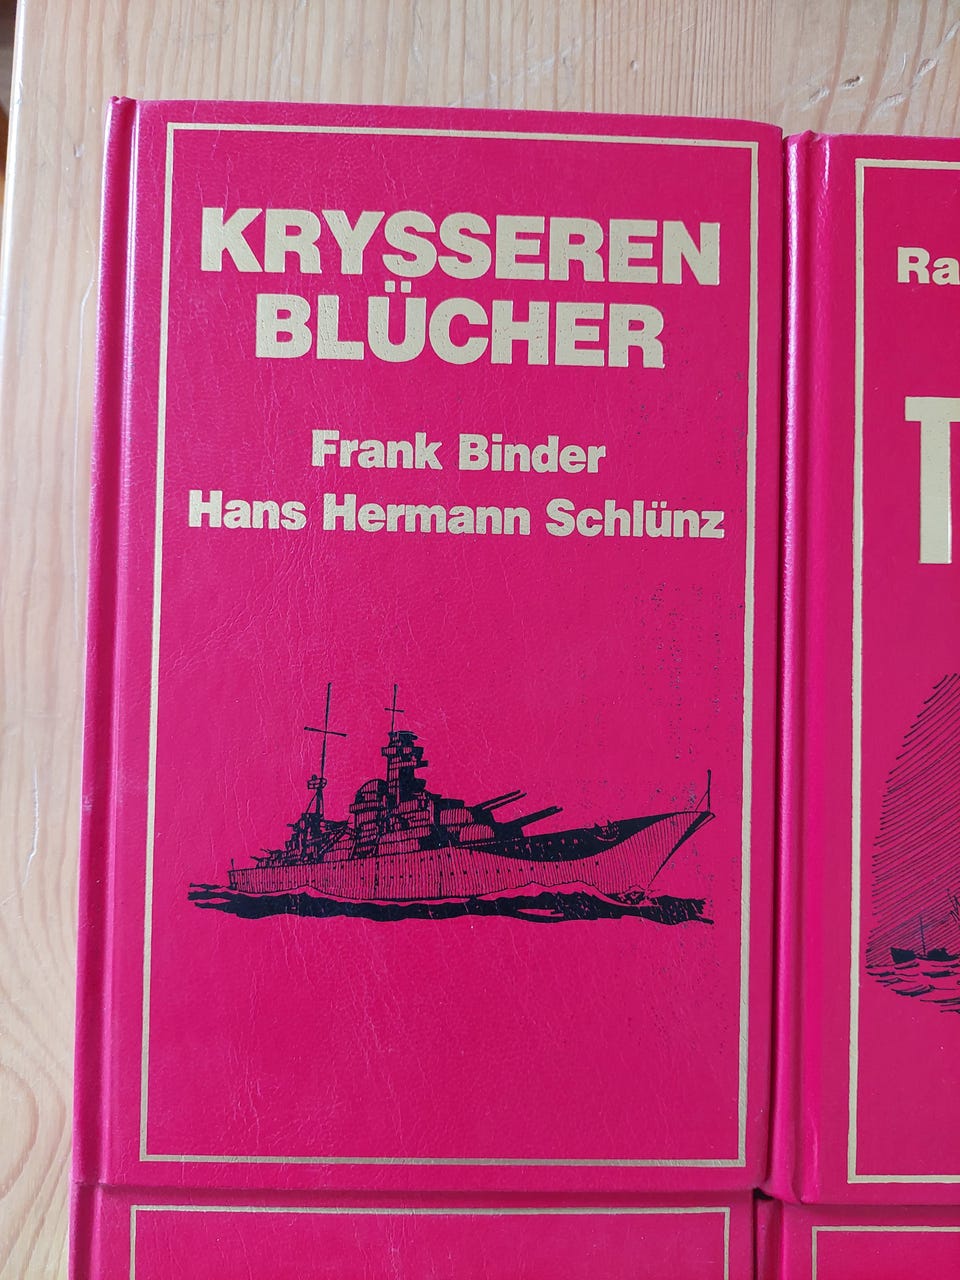 KRYSSEREN
BLÜCHER
Frank Binder
Hans Hermann Schlünz